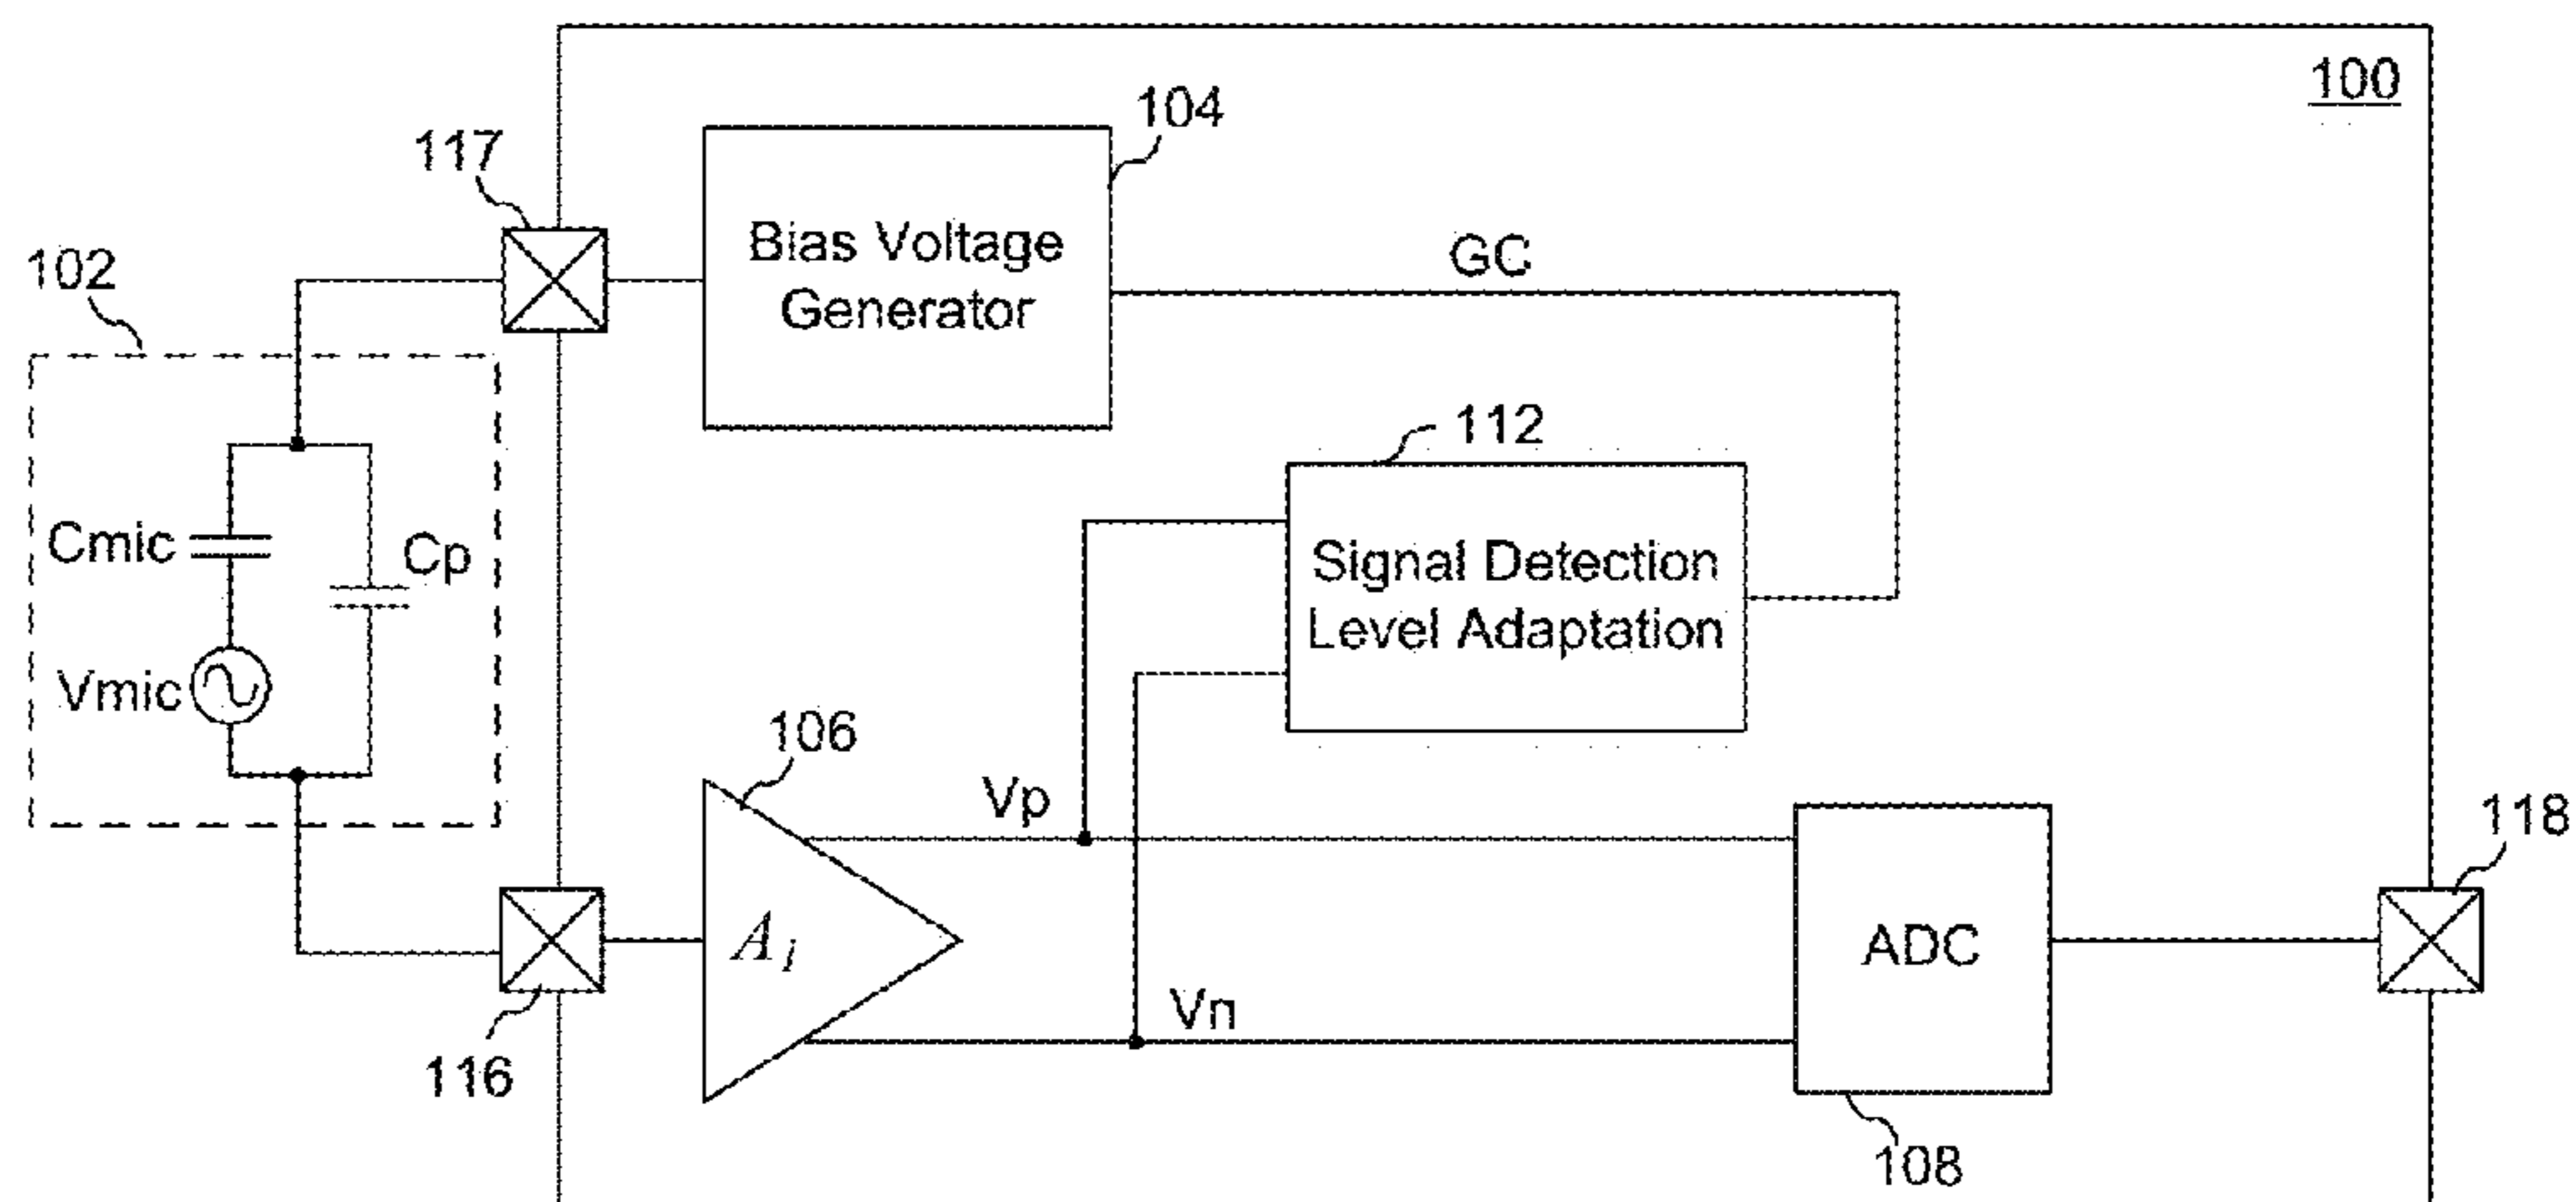 100
104
117
Bias Voltage
Generator
GC
102
112
Cmic
Cp
Signal Detection
Level Adaptation
Vmic
106
Vp
118
A i
ADC
Vn
116
108